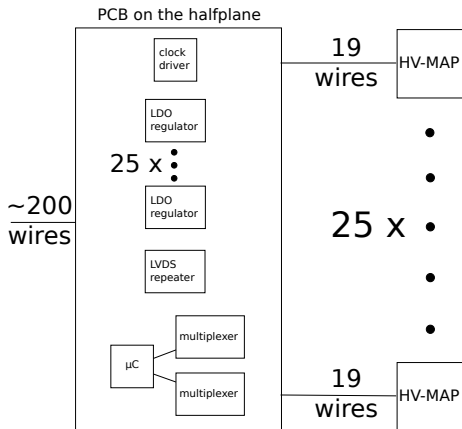 PCB on the halfplane
clock
driver
19
wires
HV-MAP
LDO
regulator
25 x
LDO
regulator
~200
wires
25 x
LVDS
repeater
multiplexer
µC
multiplexer
19
wires
HV-MAP